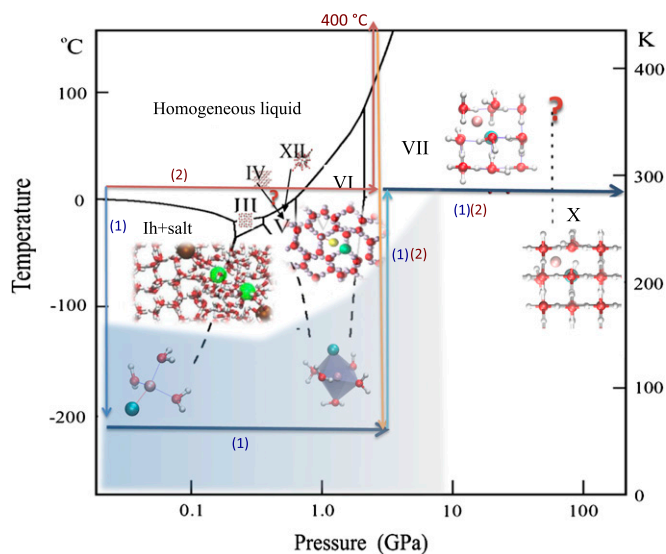 400 °C
°C
K
400
100
Homogeneous liquid
XII
IV
?
VII
?
VI
300
(2)
0
III
V
(1)
(1)(2)
X
Ih+salt
(1)(2)
Temperature
200
-100
100
-200
(1)
0
0.1
1.0
10
100
Pressure (GPa)